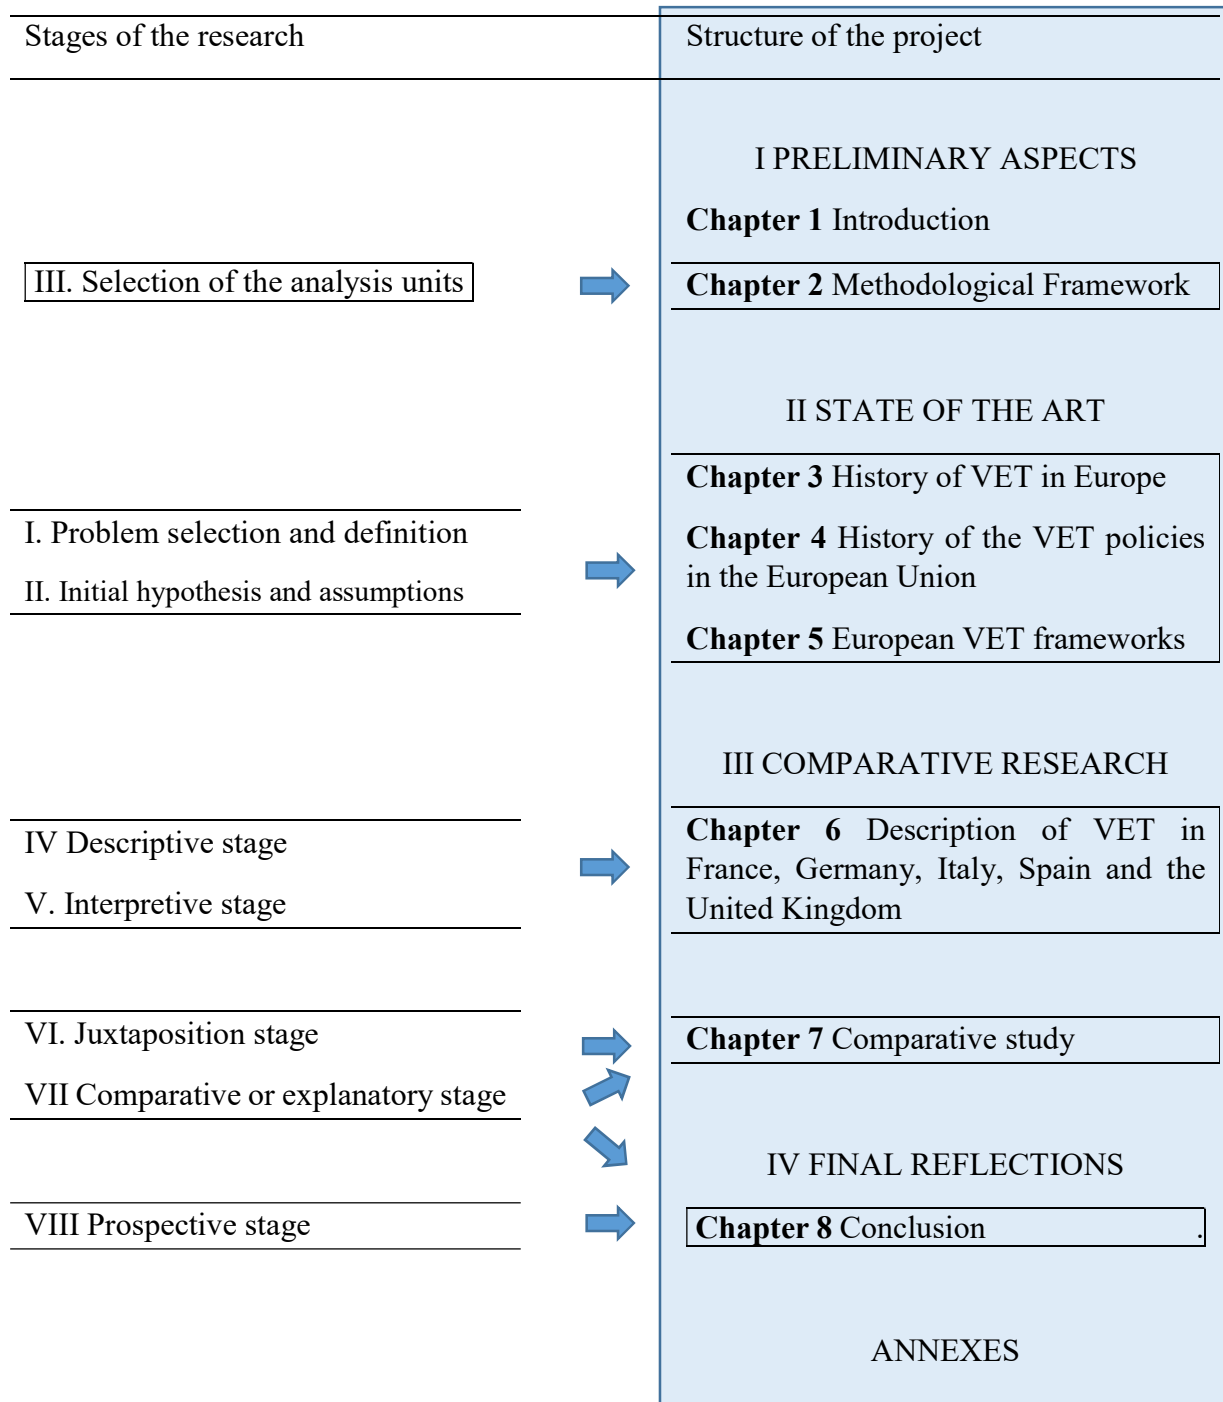 Stages of the research
Structure of the project
I PRELIMINARY ASPECTS
Chapter 1 Introduction
III. Selection of the analysis units
Chapter 2 Methodological Framework
II STATE OF THE ART
Chapter 3 History of VET in Europe
I. Problem selection and definition
II. Initial hypothesis and assumptions
Chapter 4 History of the VET policies
in the European Union
Chapter 5 European VET frameworks
III COMPARATIVE RESEARCH
IV Descriptive stage
V. Interpretive stage
Chapter 6 Description of VET in
France, Germany, Italy, Spain and the
United Kingdom
VI. Juxtaposition stage
VII Comparative or explanatory stage
Chapter 7 Comparative study
IV FINAL REFLECTIONS
VIII Prospective stage
Chapter 8 Conclusion .
ANNEXES